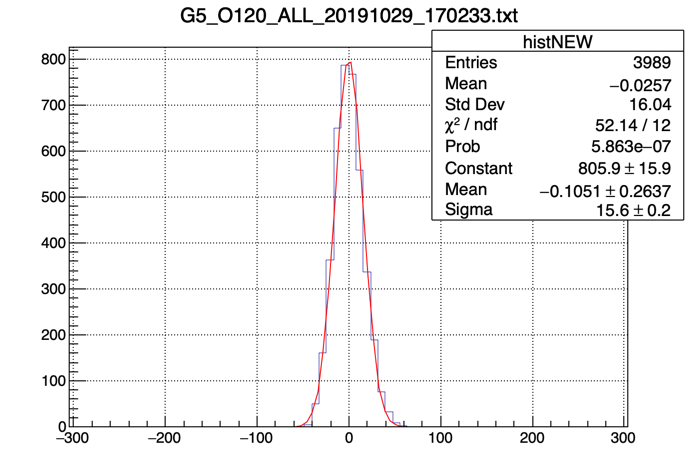 G5_O120_ALL_20191029_170233.txt
histNEW
Entries 3989
Mean −0.0257
Std Dev 16.04
χ² / ndf 52.14 / 12
Prob 5.863e−07
Constant 805.9 ± 15.9
Mean −0.1051 ± 0.2637
Sigma 15.6 ± 0.2
800
700
600
500
400
300
200
100
0
−300 −200 −100 0 100 200 300